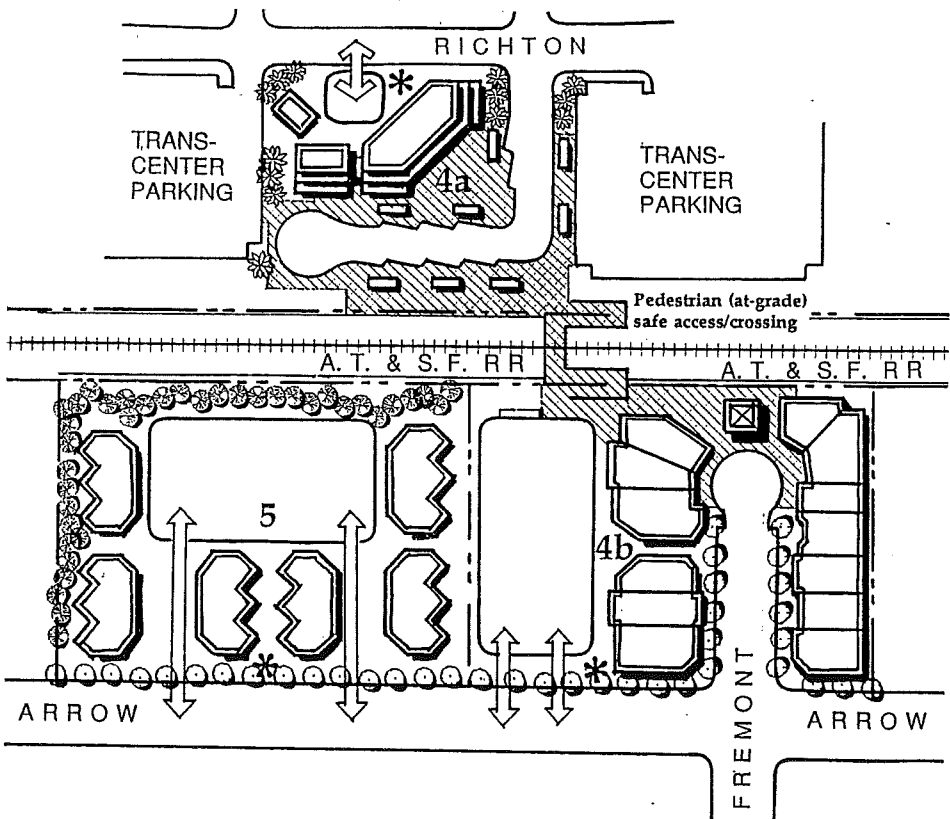 RICHTON
TRANS-
CENTER
PARKING
4a
TRANS-
CENTER
PARKING
Pedestrian (at-grade)
safe access/crossing
A. T. & S. F. RR
A. T. & S. F. RR
5
4b
ARROW
FREMONT
ARROW